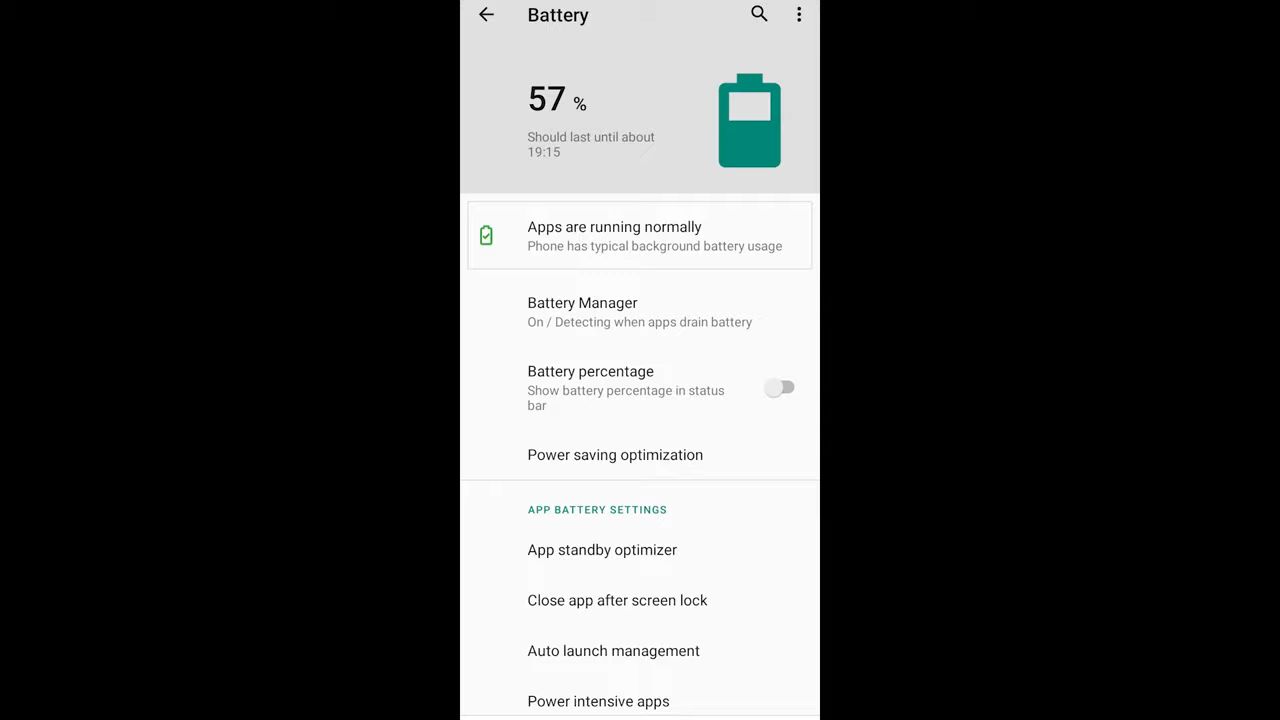 Battery
57 %
Should last until about
19:15
Apps are running normally
Phone has typical background battery usage
Battery Manager
On / Detecting when apps drain battery
Battery percentage
Show battery percentage in status
bar
Power saving optimization
APP BATTERY SETTINGS
App standby optimizer
Close app after screen lock
Auto launch management
Power intensive apps